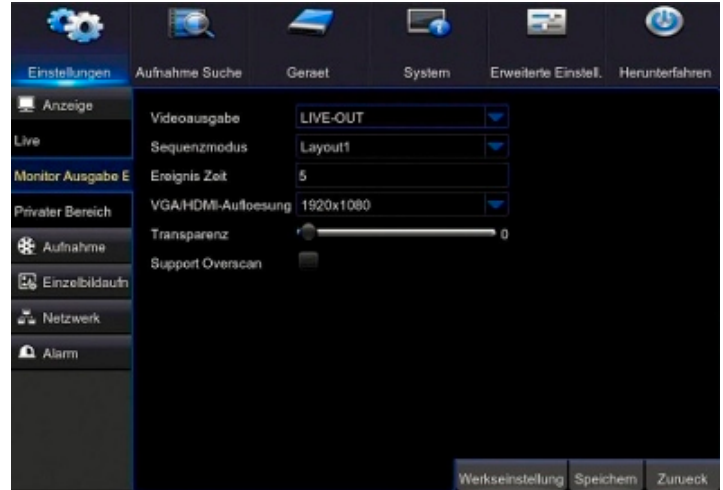 Einstellungen
Aufnahme Suche
Geraet
System
Erweiterte Einstell.
Herunterfahren
Anzeige
Live
Monitor Ausgabe E
Privater Bereich
Aufnahme
Einzelbildaufn
Netzwerk
Alarm
Videoausgabe LIVE-OUT
Sequenzmodus Layout1
Ereignis Zeit 5
VGA/HDMI-Aufloesung 1920x1080
Transparenz 0
Support Overscan
Werkseinstellung Speichern Zurueck